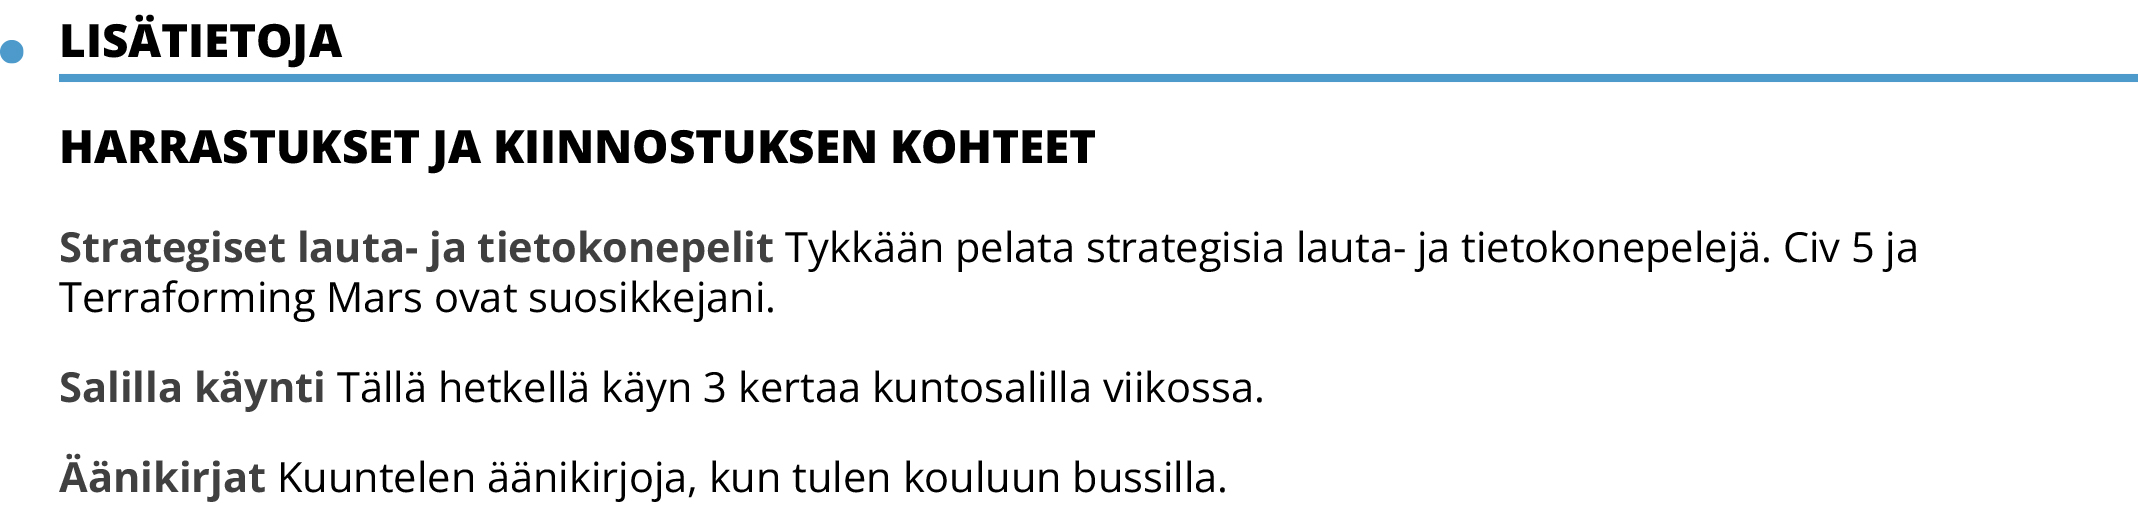 LISÄTIETOJA
HARRASTUKSET JA KIINNOSTUKSEN KOHTEET
Strategiset lauta- ja tietokonepelit Tykkään pelata strategisia lauta- ja tietokonepelejä. Civ 5 ja
Terraforming Mars ovat suosikkejani.
Salilla käynti Tällä hetkellä käyn 3 kertaa kuntosalilla viikossa.
Äänikirjat Kuuntelen äänikirjoja, kun tulen kouluun bussilla.